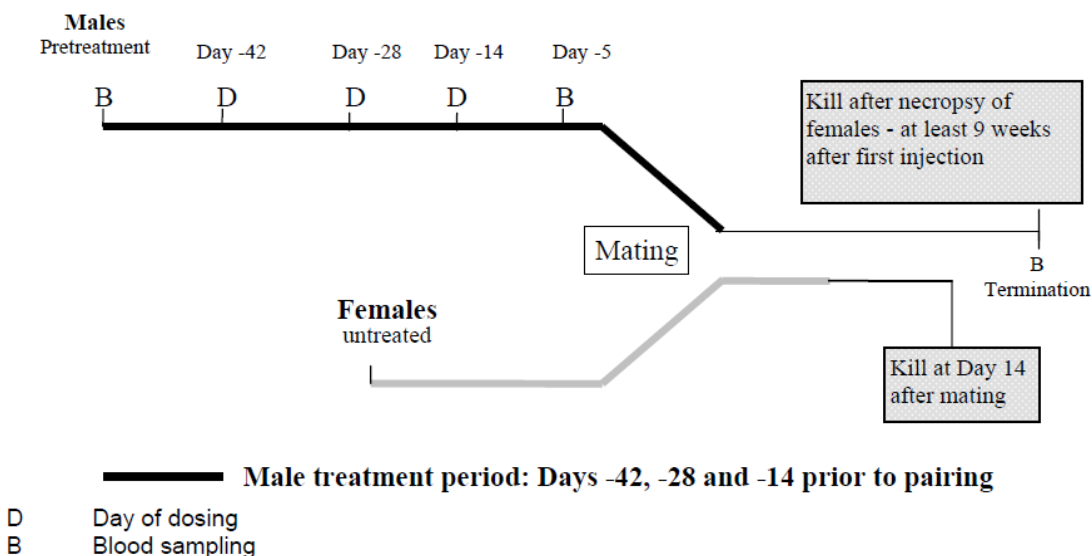 Males
Pretreatment
Day -42
Day -28
Day -14
Day -5
B
D
D
D
B
Kill after necropsy of
females - at least 9 weeks
after first injection
Mating
B
Termination
Females
untreated
Kill at Day 14
after mating
Male treatment period: Days -42, -28 and -14 prior to pairing
D Day of dosing
B Blood sampling